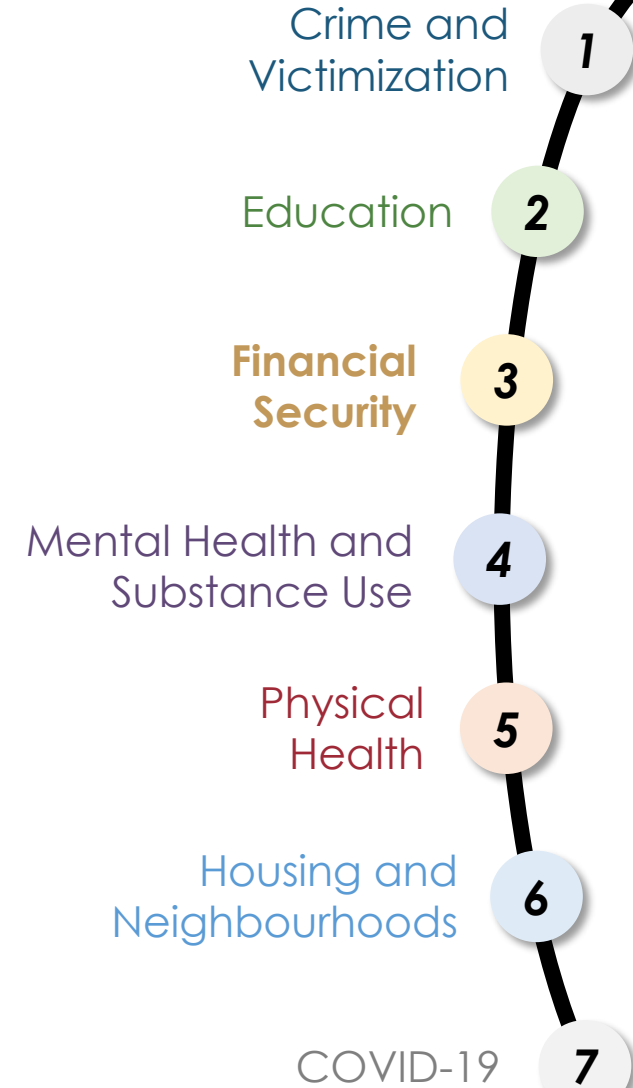 Crime and
Victimization
1
Education
2
Financial
Security
3
Mental Health and
Substance Use
4
Physical
Health
5
Housing and
Neighbourhoods
6
COVID-19
7